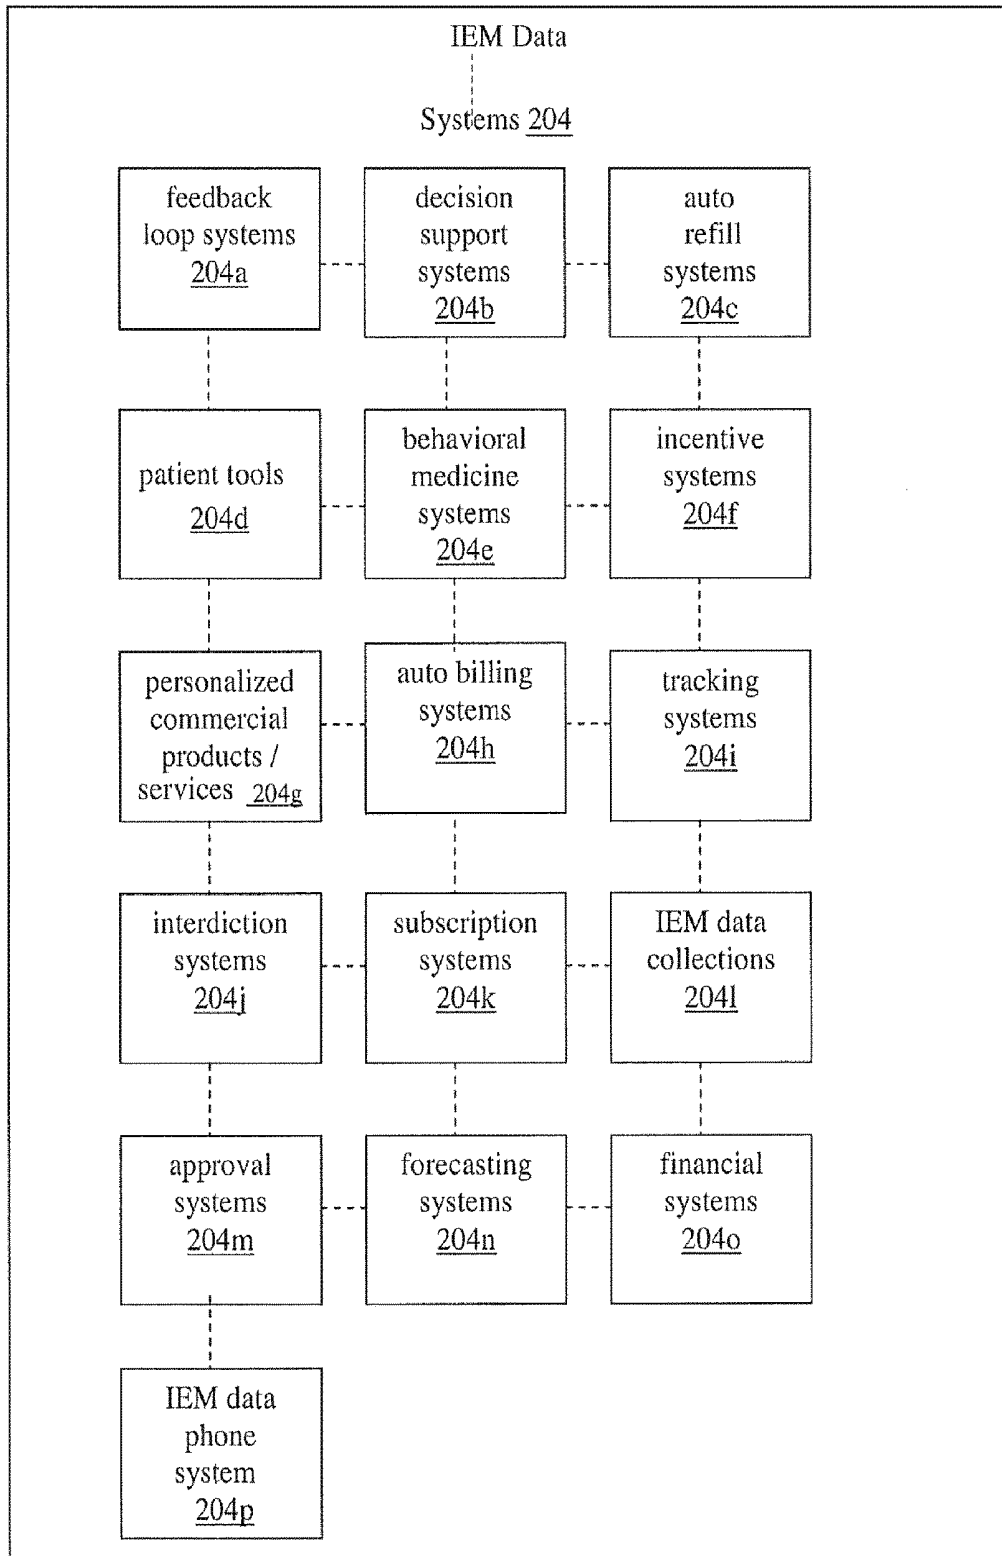 IEM Data
Systems 204
feedback
loop systems
204a
decision
support
systems
204b
auto
refill
systems
204c
patient tools
204d
behavioral
medicine
systems
204e
incentive
systems
204f
personalized
commercial
products /
services 204g
auto billing
systems
204h
tracking
systems
204i
interdiction
systems
204j
subscription
systems
204k
IEM data
collections
204l
approval
systems
204m
forecasting
systems
204n
financial
systems
204o
IEM data
phone
system
204p